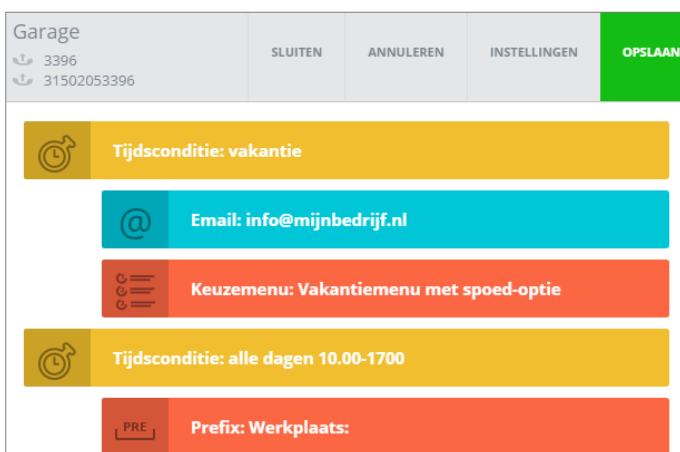 Garage
3396
31502053396
SLUITEN ANNULEREN INSTELLINGEN OPSLAAN
Tijdsconditie: vakantie
@ Email: info@mijnbedrijf.nl
Keuzemenu: Vakantiemenu met spoed-optie
Tijdsconditie: alle dagen 10.00-1700
PRE Prefix: Werkplaats: